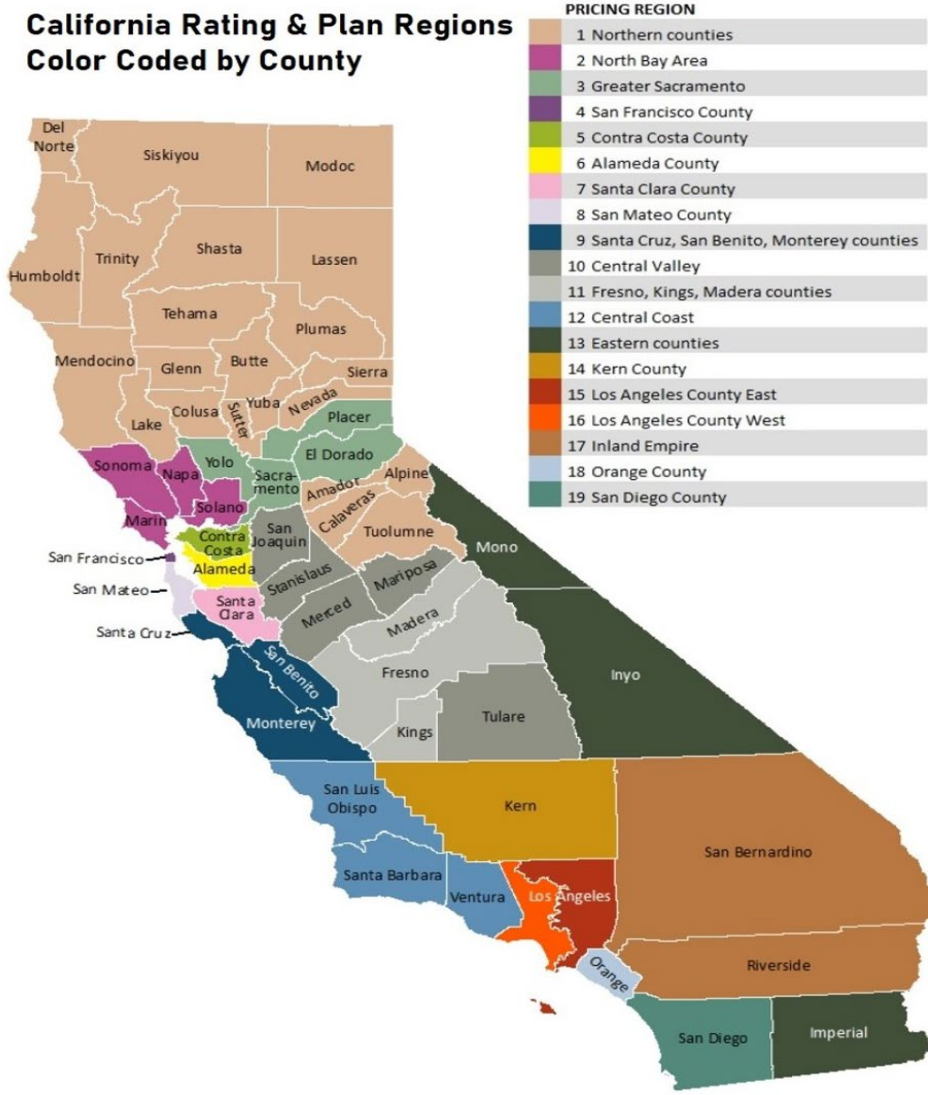 California Rating & Plan Regions
Color Coded by County
PRICING REGION
1 Northern counties
2 North Bay Area
3 Greater Sacramento
4 San Francisco County
5 Contra Costa County
6 Alameda County
7 Santa Clara County
8 San Mateo County
9 Santa Cruz, San Benito, Monterey counties
10 Central Valley
11 Fresno, Kings, Madera counties
12 Central Coast
13 Eastern counties
14 Kern County
15 Los Angeles County East
16 Los Angeles County West
17 Inland Empire
18 Orange County
19 San Diego County
Del
Norte
Siskiyou
Modoc
Humboldt
Trinity
Shasta
Lassen
Tehama
Plumas
Mendocino
Glenn
Butte
Sierra
Lake
Colusa
Sutter
Yuba
Nevada
Placer
Sonoma
Napa
Yolo
Sacra-
mento
El Dorado
Alpine
Amador
Marin
Solano
Calaveras
Tuolumne
Contra
Costa
San
Joaquin
Mono
San Francisco
Alameda
Stanislaus
Mariposa
San Mateo
Santa
Clara
Merced
Madera
Santa Cruz
San Benito
Fresno
Inyo
Monterey
Kings
Tulare
San Luis
Obispo
Kern
San Bernardino
Santa Barbara
Ventura
Los Angeles
Orange
Riverside
San Diego
Imperial